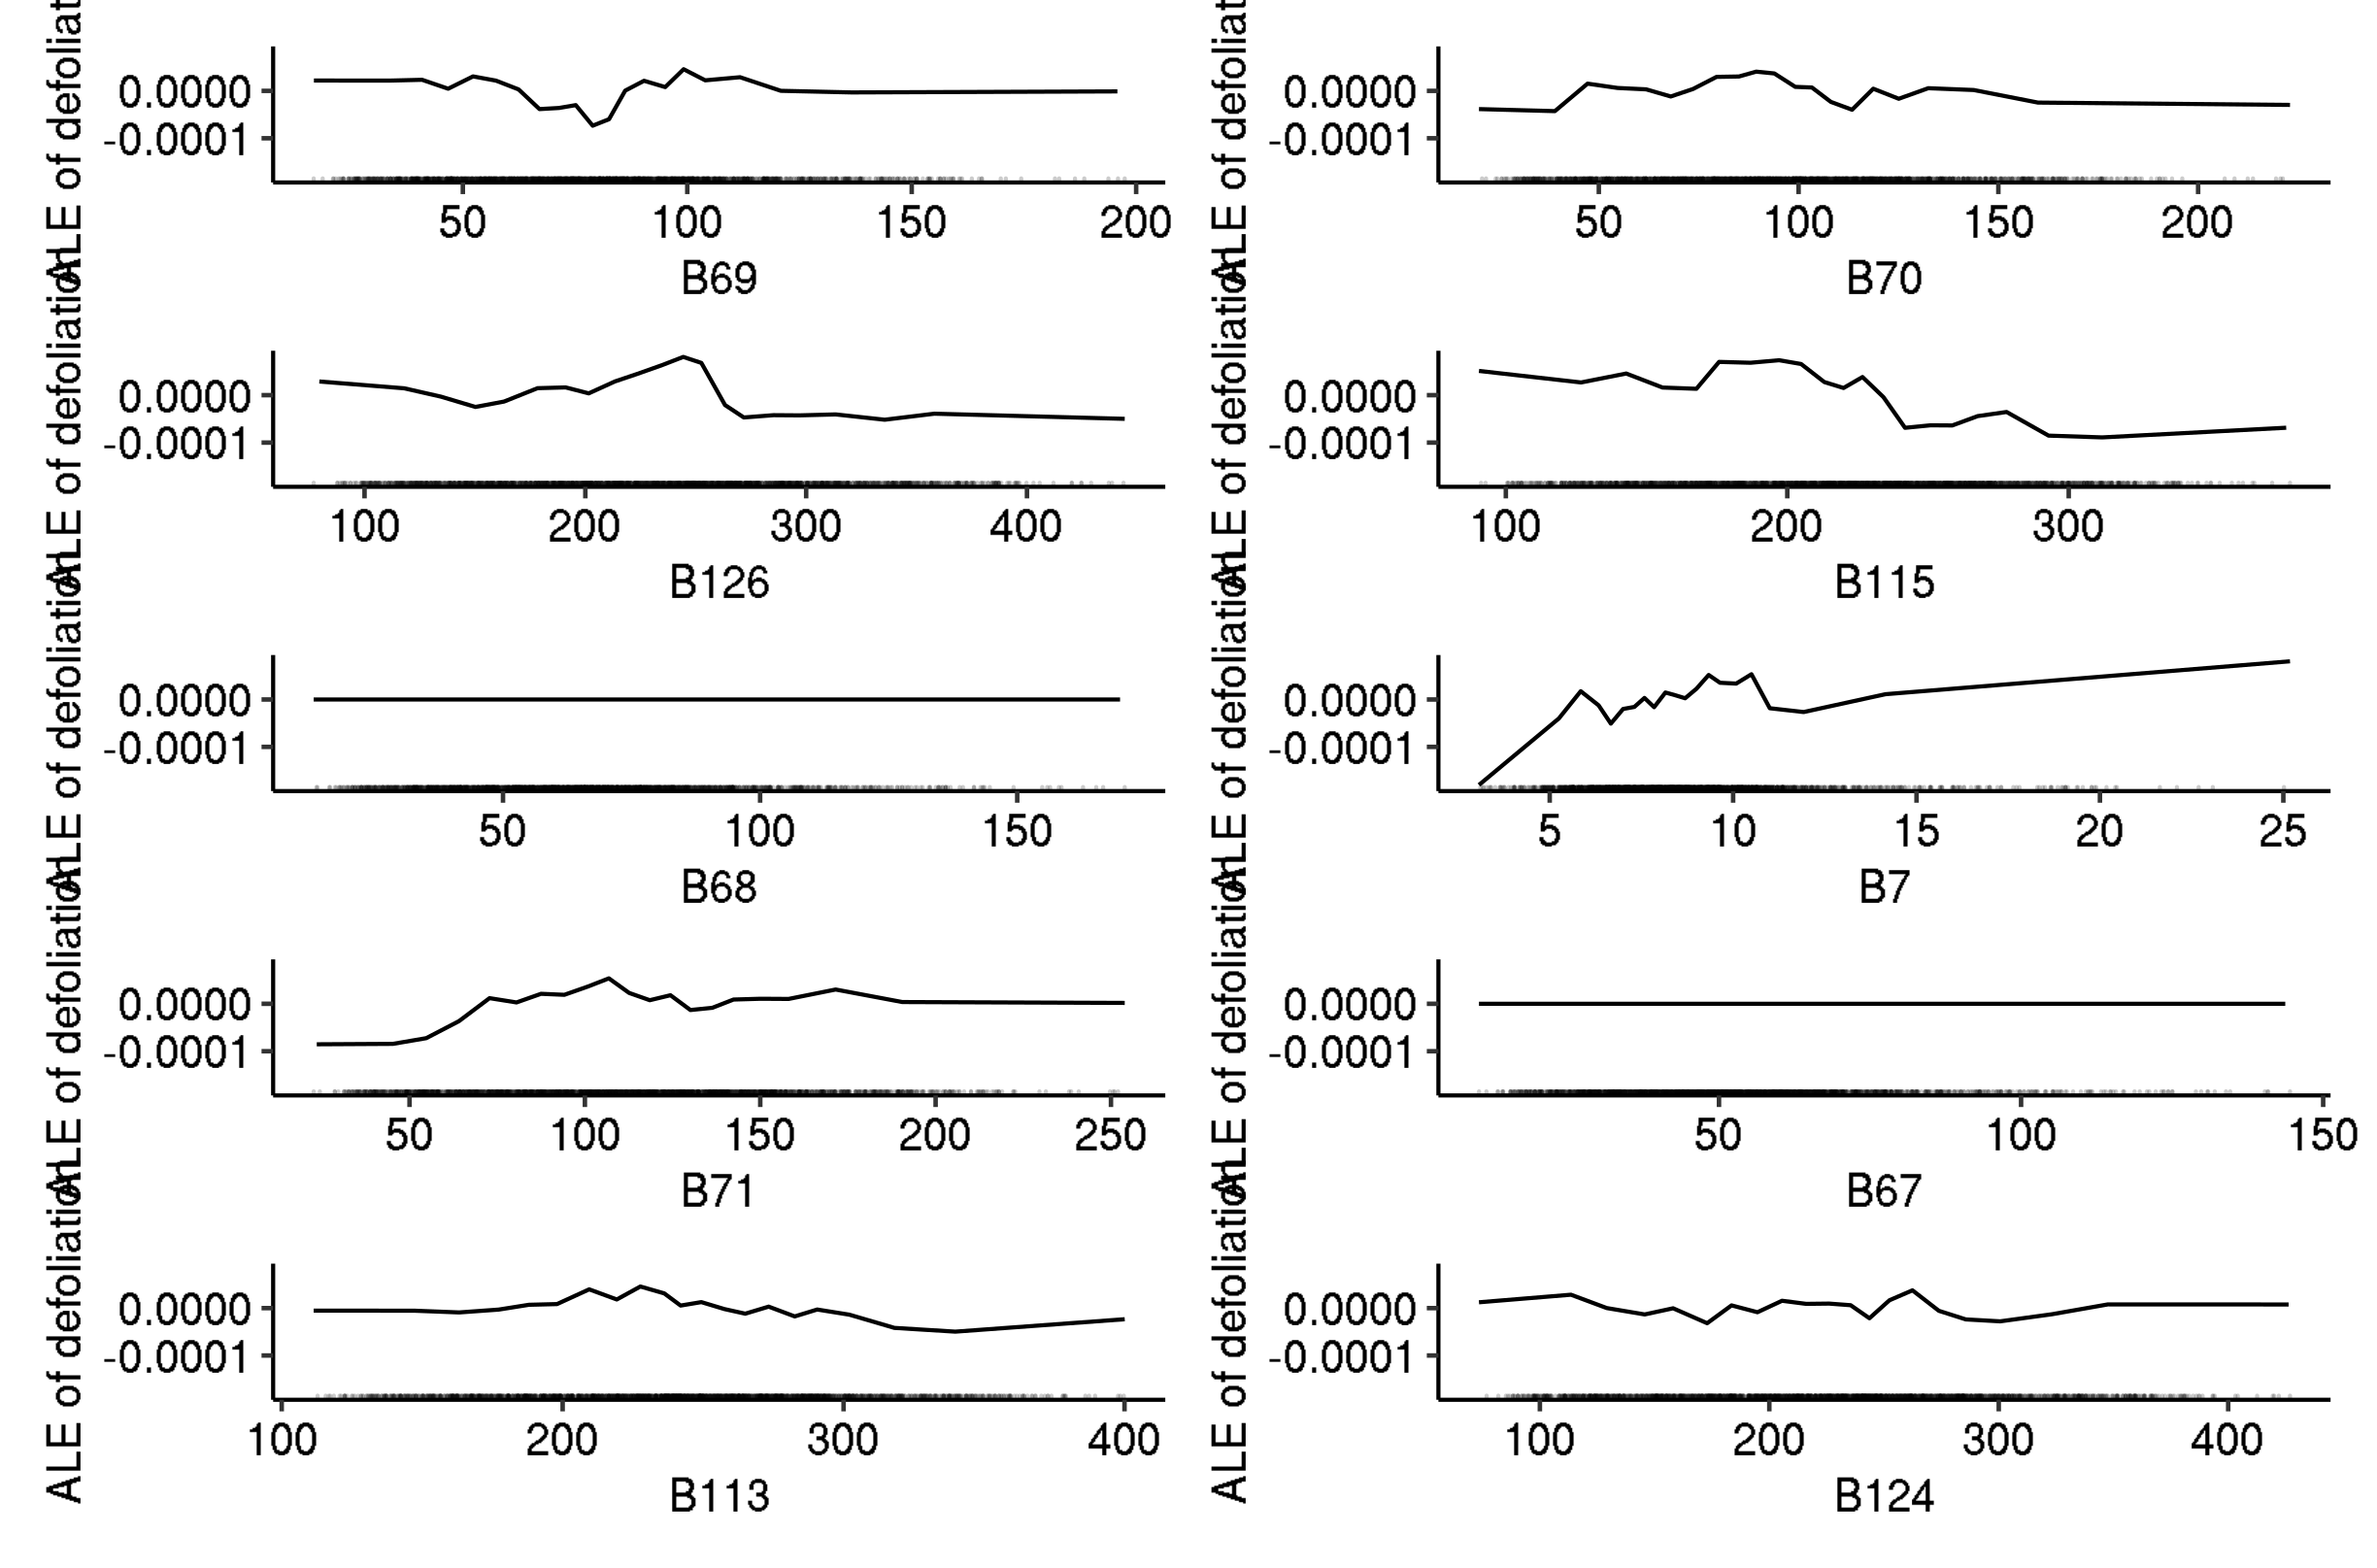 ALE of defoliat
0.0000
-0.0001
50 100 150 200
B69
ALE of defoliat
0.0000
-0.0001
50 100 150 200
B70
ALE of defoliation
0.0000
-0.0001
100 200 300 400
B126
ALE of defoliation
0.0000
-0.0001
100 200 300
B115
ALE of defoliation
0.0000
-0.0001
50 100 150
B68
ALE of defoliation
0.0000
-0.0001
5 10 15 20 25
B7
ALE of defoliation
0.0000
-0.0001
50 100 150 200 250
B71
ALE of defoliation
0.0000
-0.0001
50 100 150
B67
ALE of defoliation
0.0000
-0.0001
100 200 300 400
B113
ALE of defoliation
0.0000
-0.0001
100 200 300 400
B124